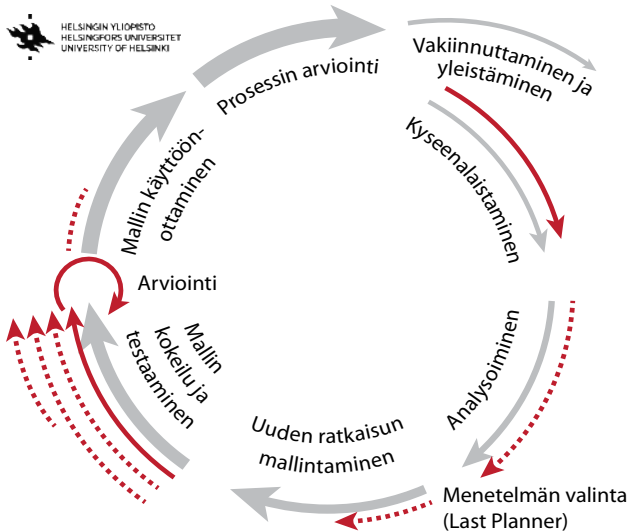 HELSINGIN YLIOPISTO
HELSINGFORS UNIVERSITET
UNIVERSITY OF HELSINKI
Prosessin arviointi
Vakiinnuttaminen ja
yleistäminen
Kyseenalaistaminen
Analysoiminen
Menetelmän valinta
(Last Planner)
Uuden ratkaisun
mallintaminen
Mallin
kokeilu ja
testaaminen
Arviointi
Mallin käyttöön-
ottaminen